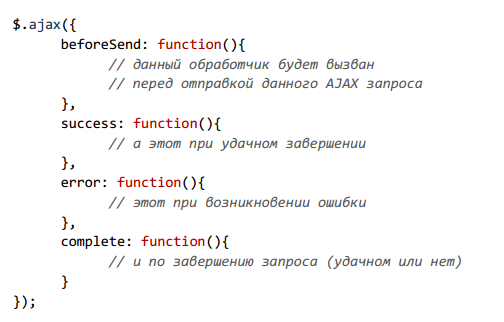 $.ajax({
beforeSend: function(){
// данный обработчик будет вызван
// перед отправкой данного AJAX запроса
},
success: function(){
// а этот при удачном завершении
},
error: function(){
// этот при возникновении ошибки
},
complete: function(){
// и по завершению запроса (удачном или нет)
}
});